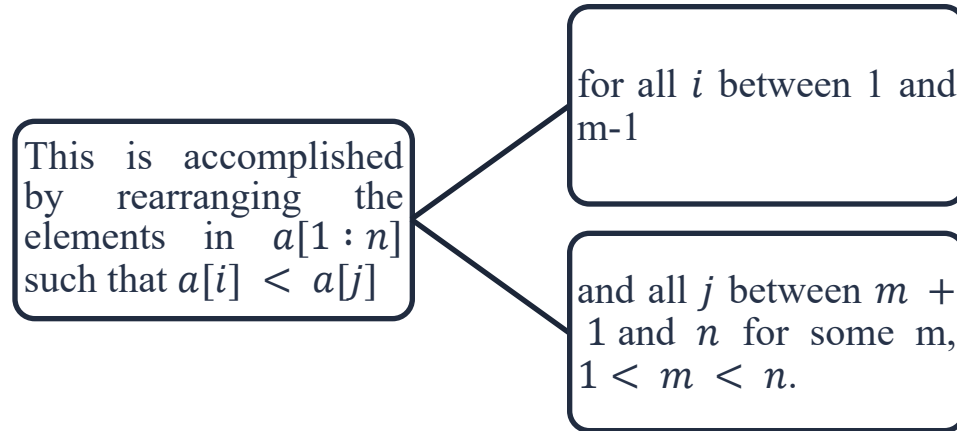 This is accomplished
by rearranging the
elements in 𝑎[1 : 𝑛]
such that 𝑎[𝑖] < 𝑎[𝑗]
for all 𝑖 between 1 and
m-1
and all 𝑗 between 𝑚 +
1 and 𝑛 for some m,
1 < 𝑚 < 𝑛.